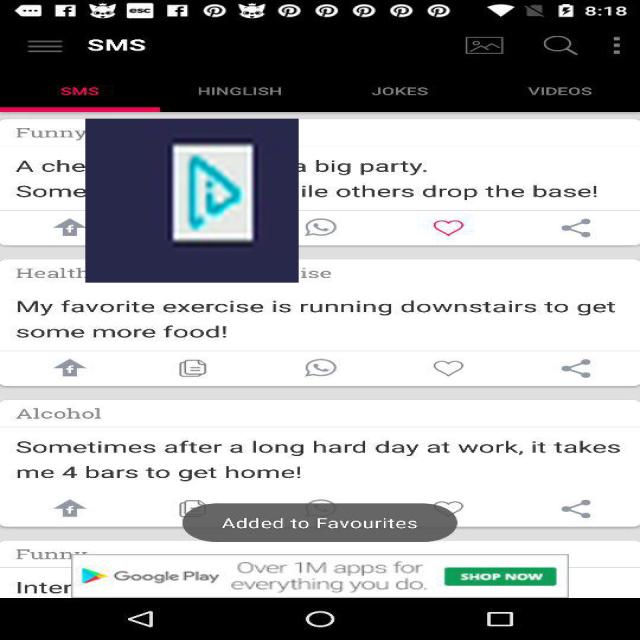 esc 8:18
SMS
SMS HINGLISH JOKES VIDEOS
Funny
A che a big party.
Some ile others drop the base!
Health ise
My favorite exercise is running downstairs to get
some more food!
Alcohol
Sometimes after a long hard day at work, it takes
me 4 bars to get home!
Added to Favourites
Funny
Inter
Google Play Over 1M apps for
everything you do. SHOP NOW